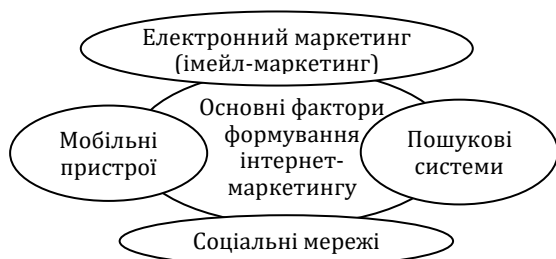 Електронний маркетинг
(імейл-маркетинг)
Основні фактори
формування
інтернет-
маркетингу
Мобільні
пристрої
Пошукові
системи
Соціальні мережі